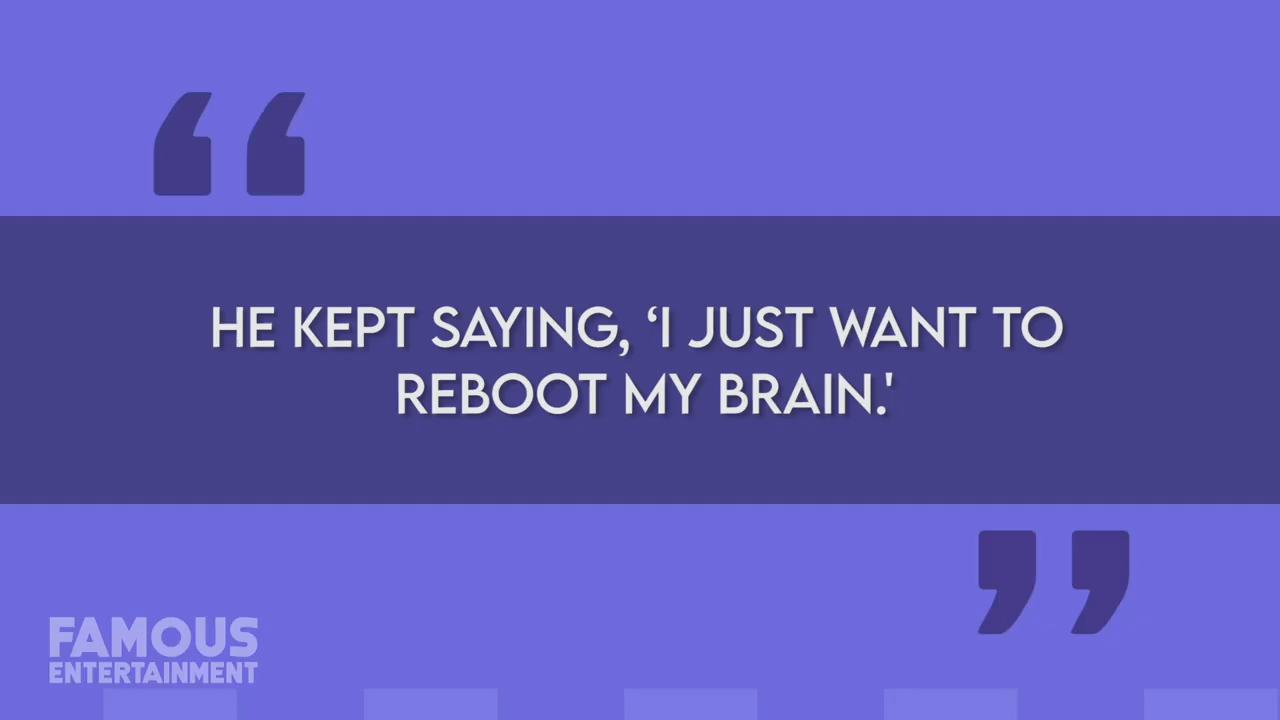 HE KEPT SAYING, ‘I JUST WANT TO
REBOOT MY BRAIN.'
FAMOUS
ENTERTAINMENT